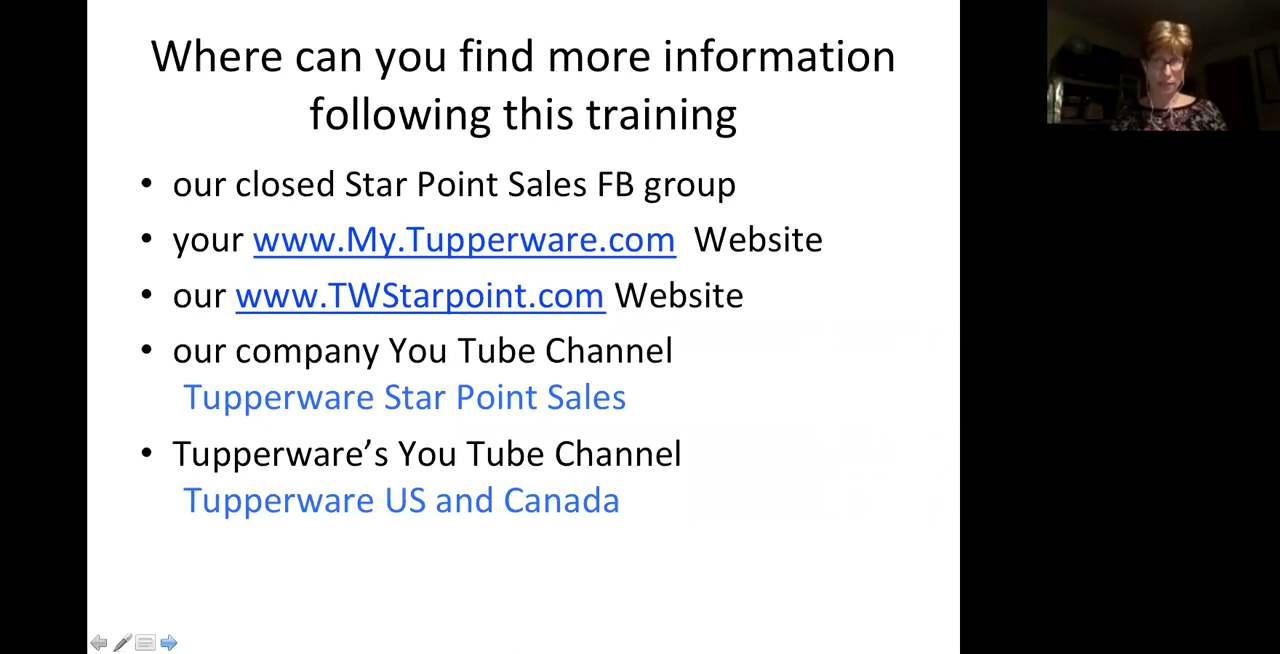 Where can you find more information
following this training
• our closed Star Point Sales FB group
• your www.My.Tupperware.com Website
• our www.TWStarpoint.com Website
• our company You Tube Channel
Tupperware Star Point Sales
• Tupperware’s You Tube Channel
Tupperware US and Canada